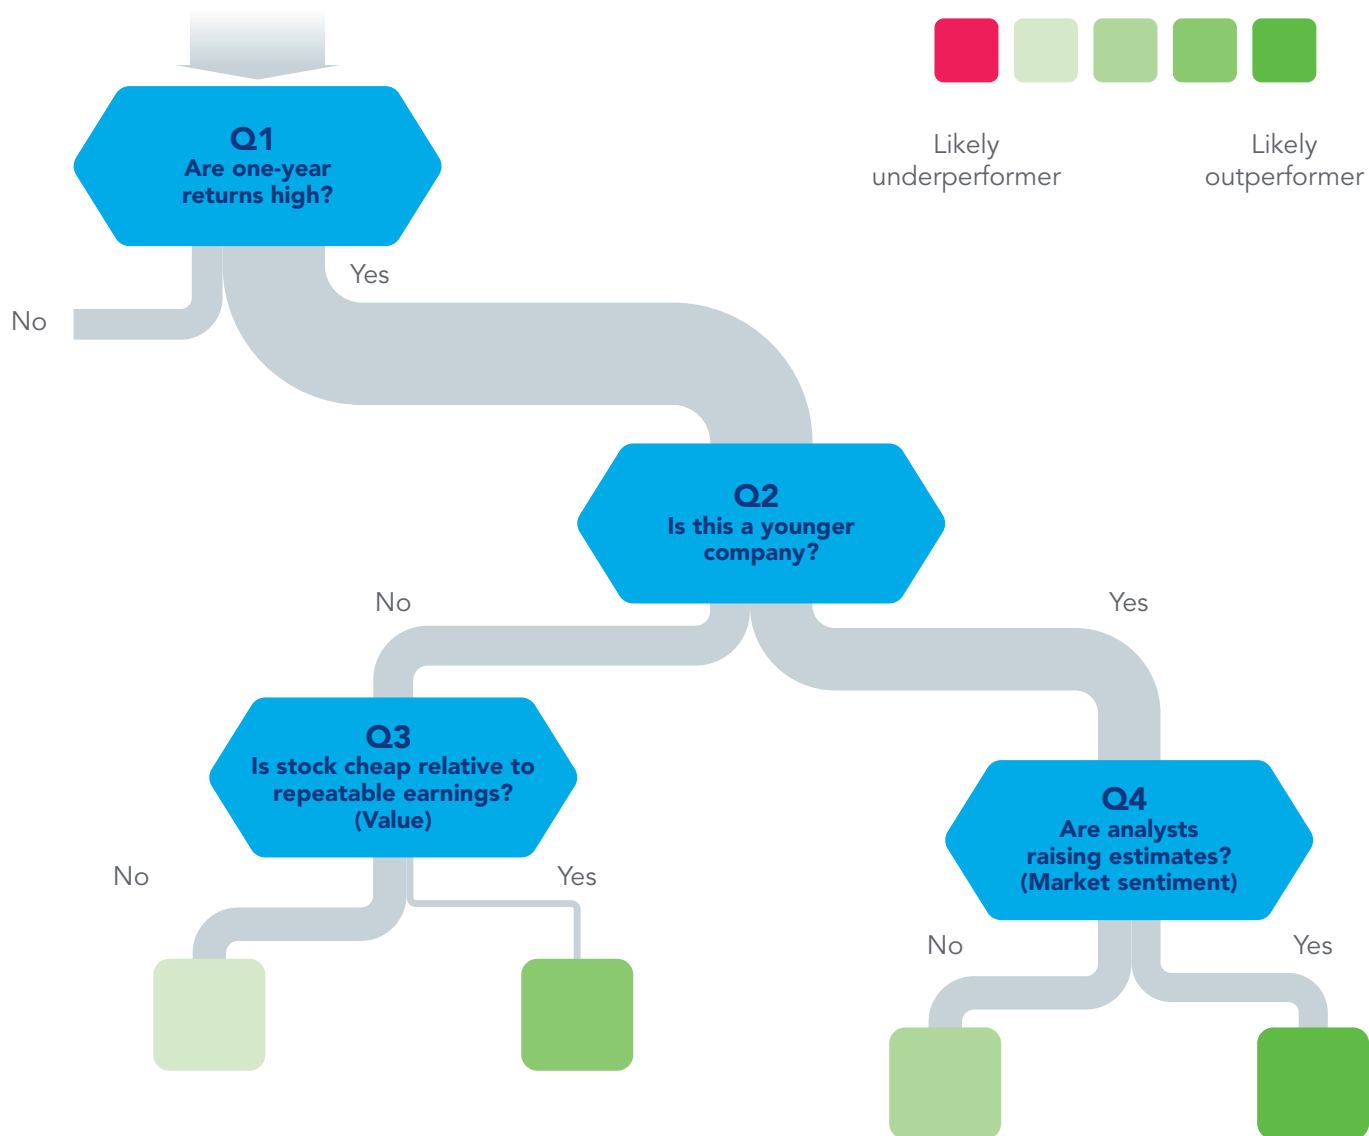 Q1
Are one-year
returns high?
Likely
underperformer
Likely
outperformer
Yes
No
Q2
Is this a younger
company?
No
Yes
Q3
Is stock cheap relative to
repeatable earnings?
(Value)
Q4
Are analysts
raising estimates?
(Market sentiment)
No
Yes
No
Yes